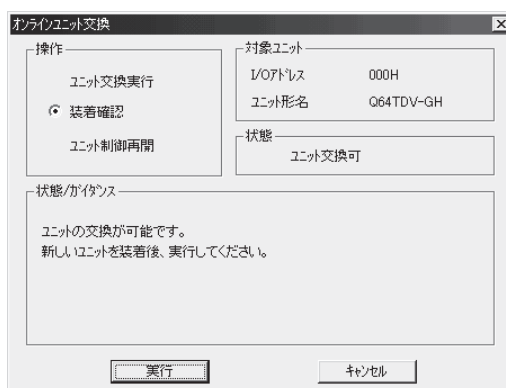 オンラインユニット交換
操作
ユニット交換実行
装着確認
ユニット制御再開
対象ユニット
I/Oアドレス 000H
ユニット形名 Q64TDV-GH
状態
ユニット交換可
状態/ガイダンス
ユニットの交換が可能です。
新しいユニットを装着後、実行してください。
実行 キャンセル